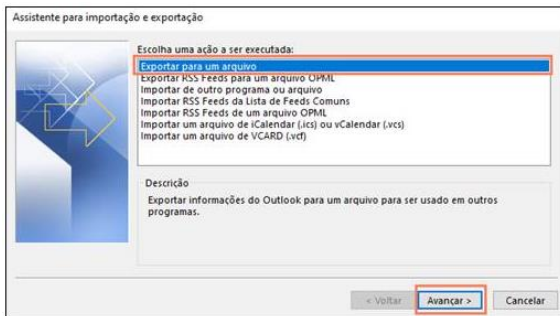 Assistente para importação e exportação
Escolha uma ação a ser executada:
Exportar para um arquivo
Exportar RSS Feeds para um arquivo OPML
Importar de outro programa ou arquivo
Importar RSS Feeds da Lista de Feeds Comuns
Importar RSS Feeds de um arquivo OPML
Importar um arquivo de iCalendar (.ics) ou vCalendar (.vcs)
Importar um arquivo de VCARD (.vcf)
Descrição
Exportar informações do Outlook para um arquivo para ser usado em outros
programas.
< Voltar Avançar > Cancelar